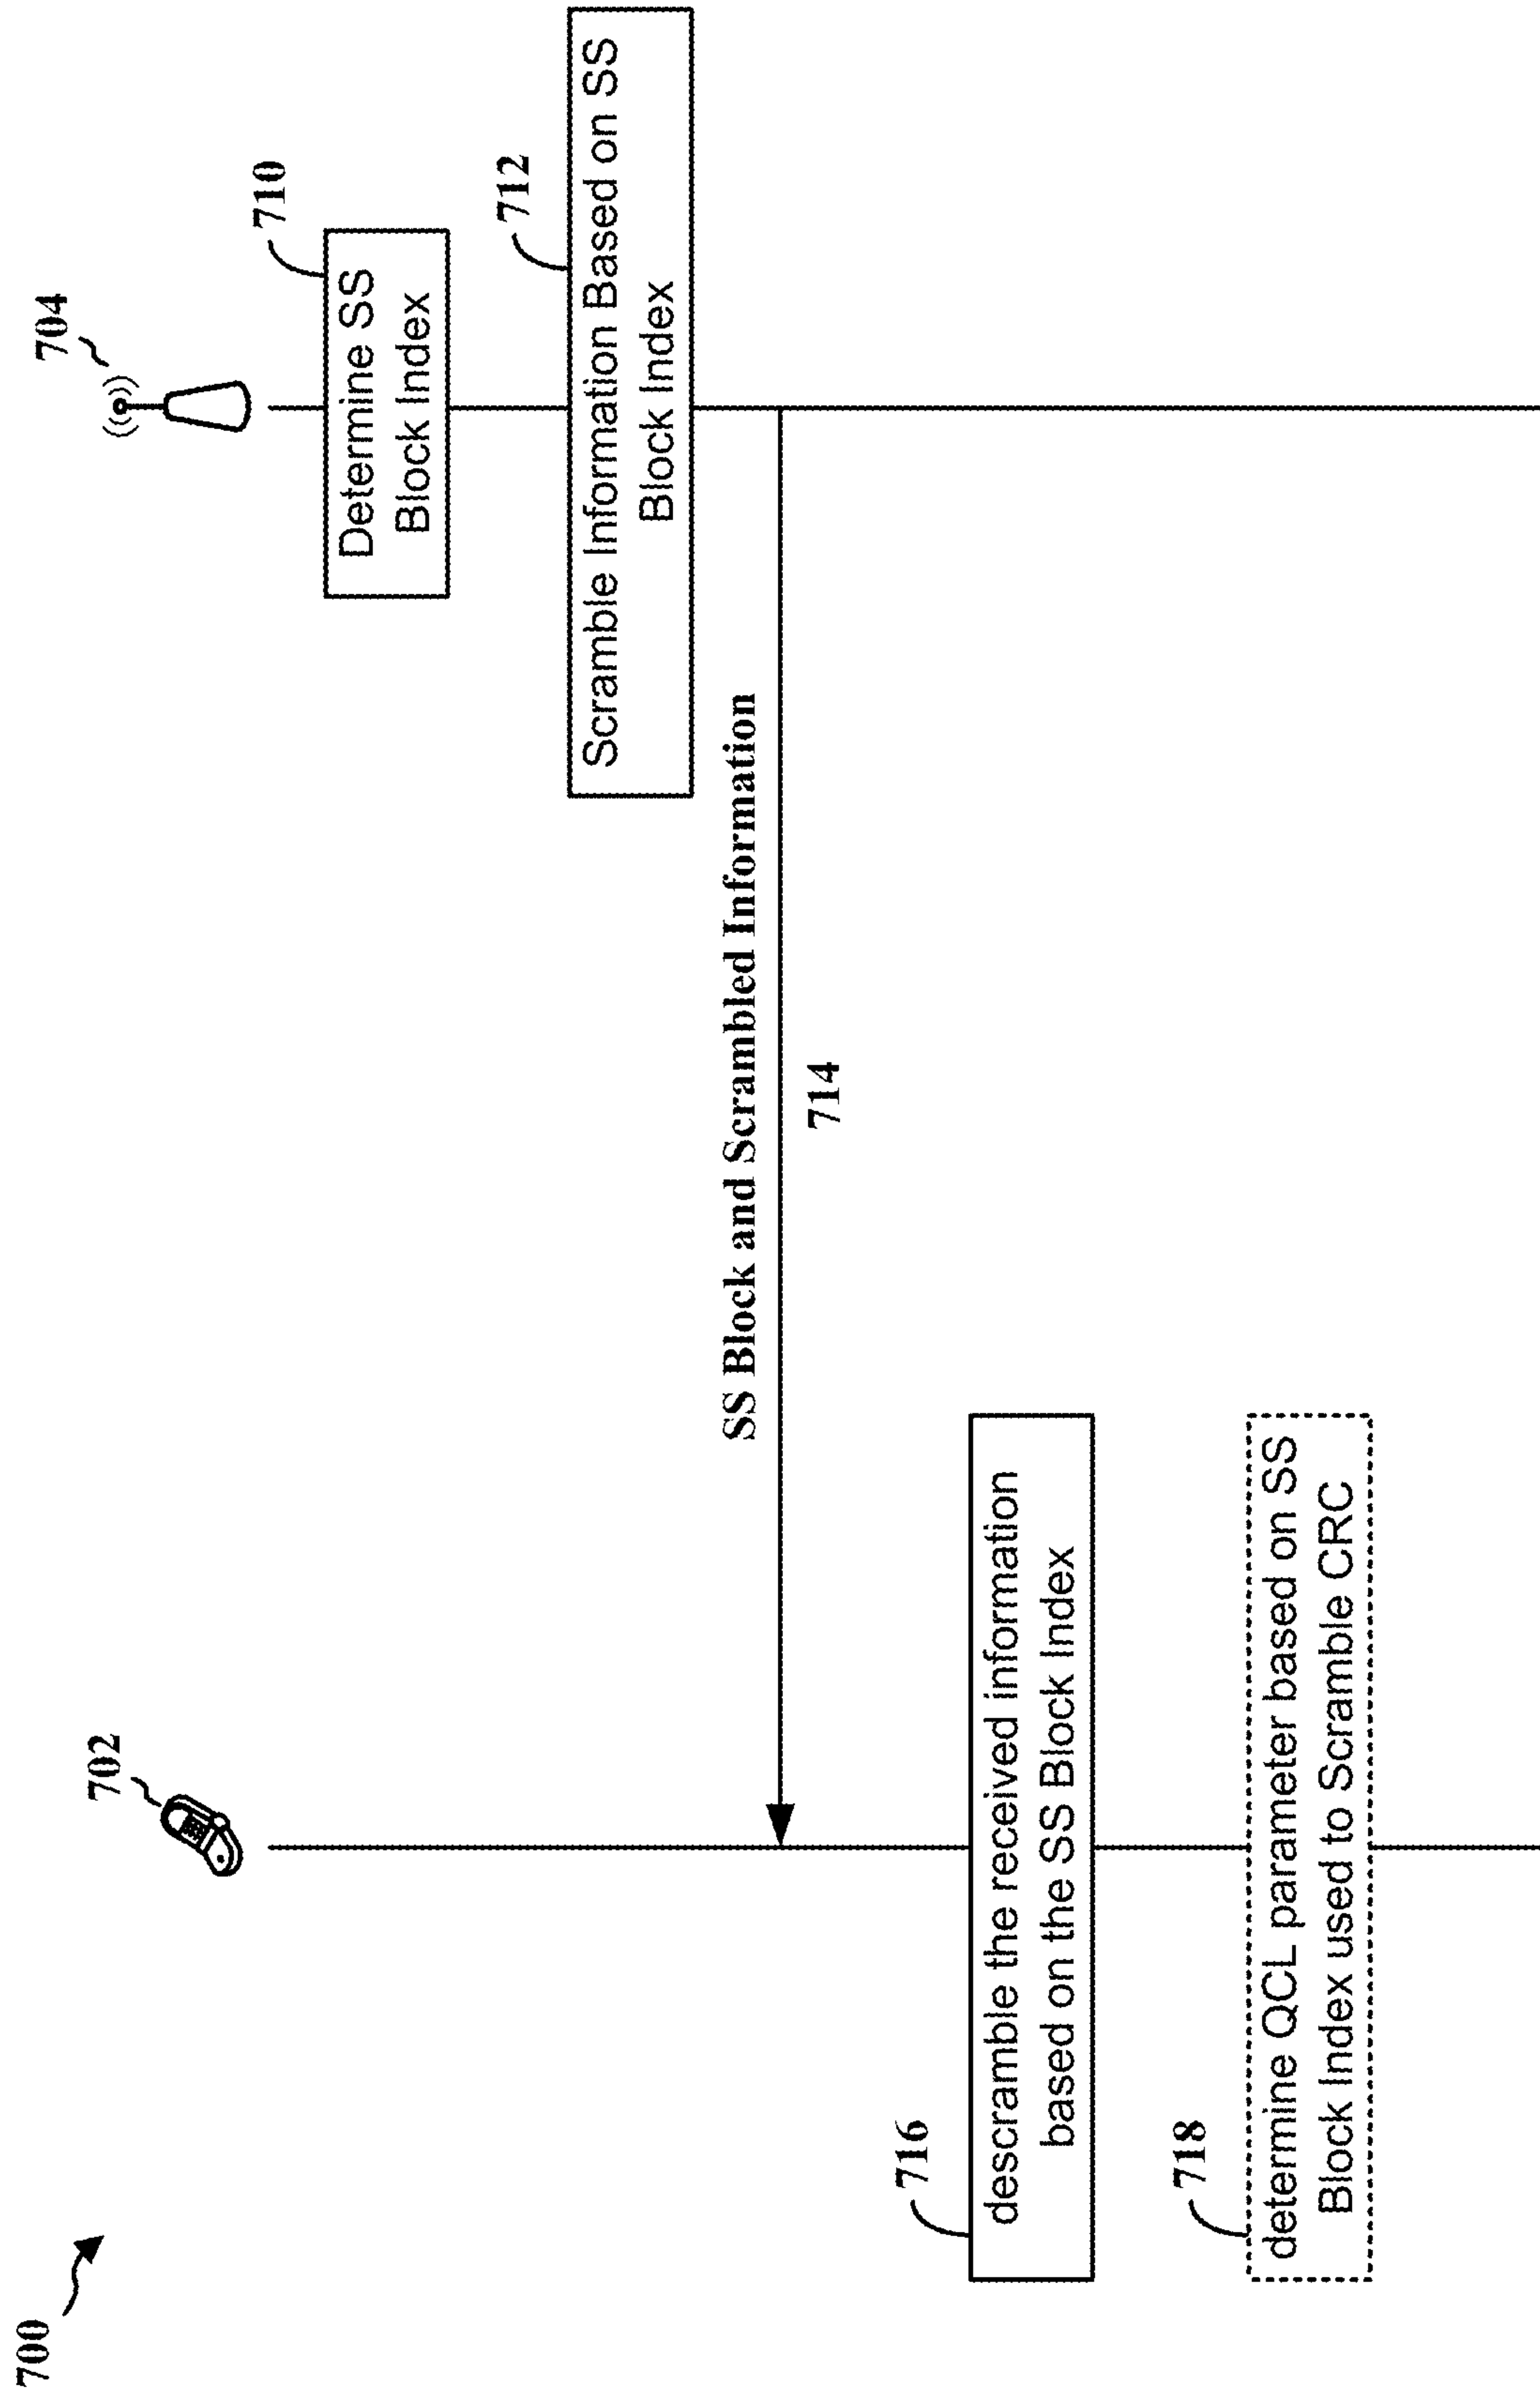 700
702
704
710
Determine SS
Block Index
712
Scramble Information Based on SS
Block Index
SS Block and Scrambled Information
714
716
descramble the received information
based on the SS Block Index
718
determine QCL parameter based on SS
Block Index used to Scramble CRC